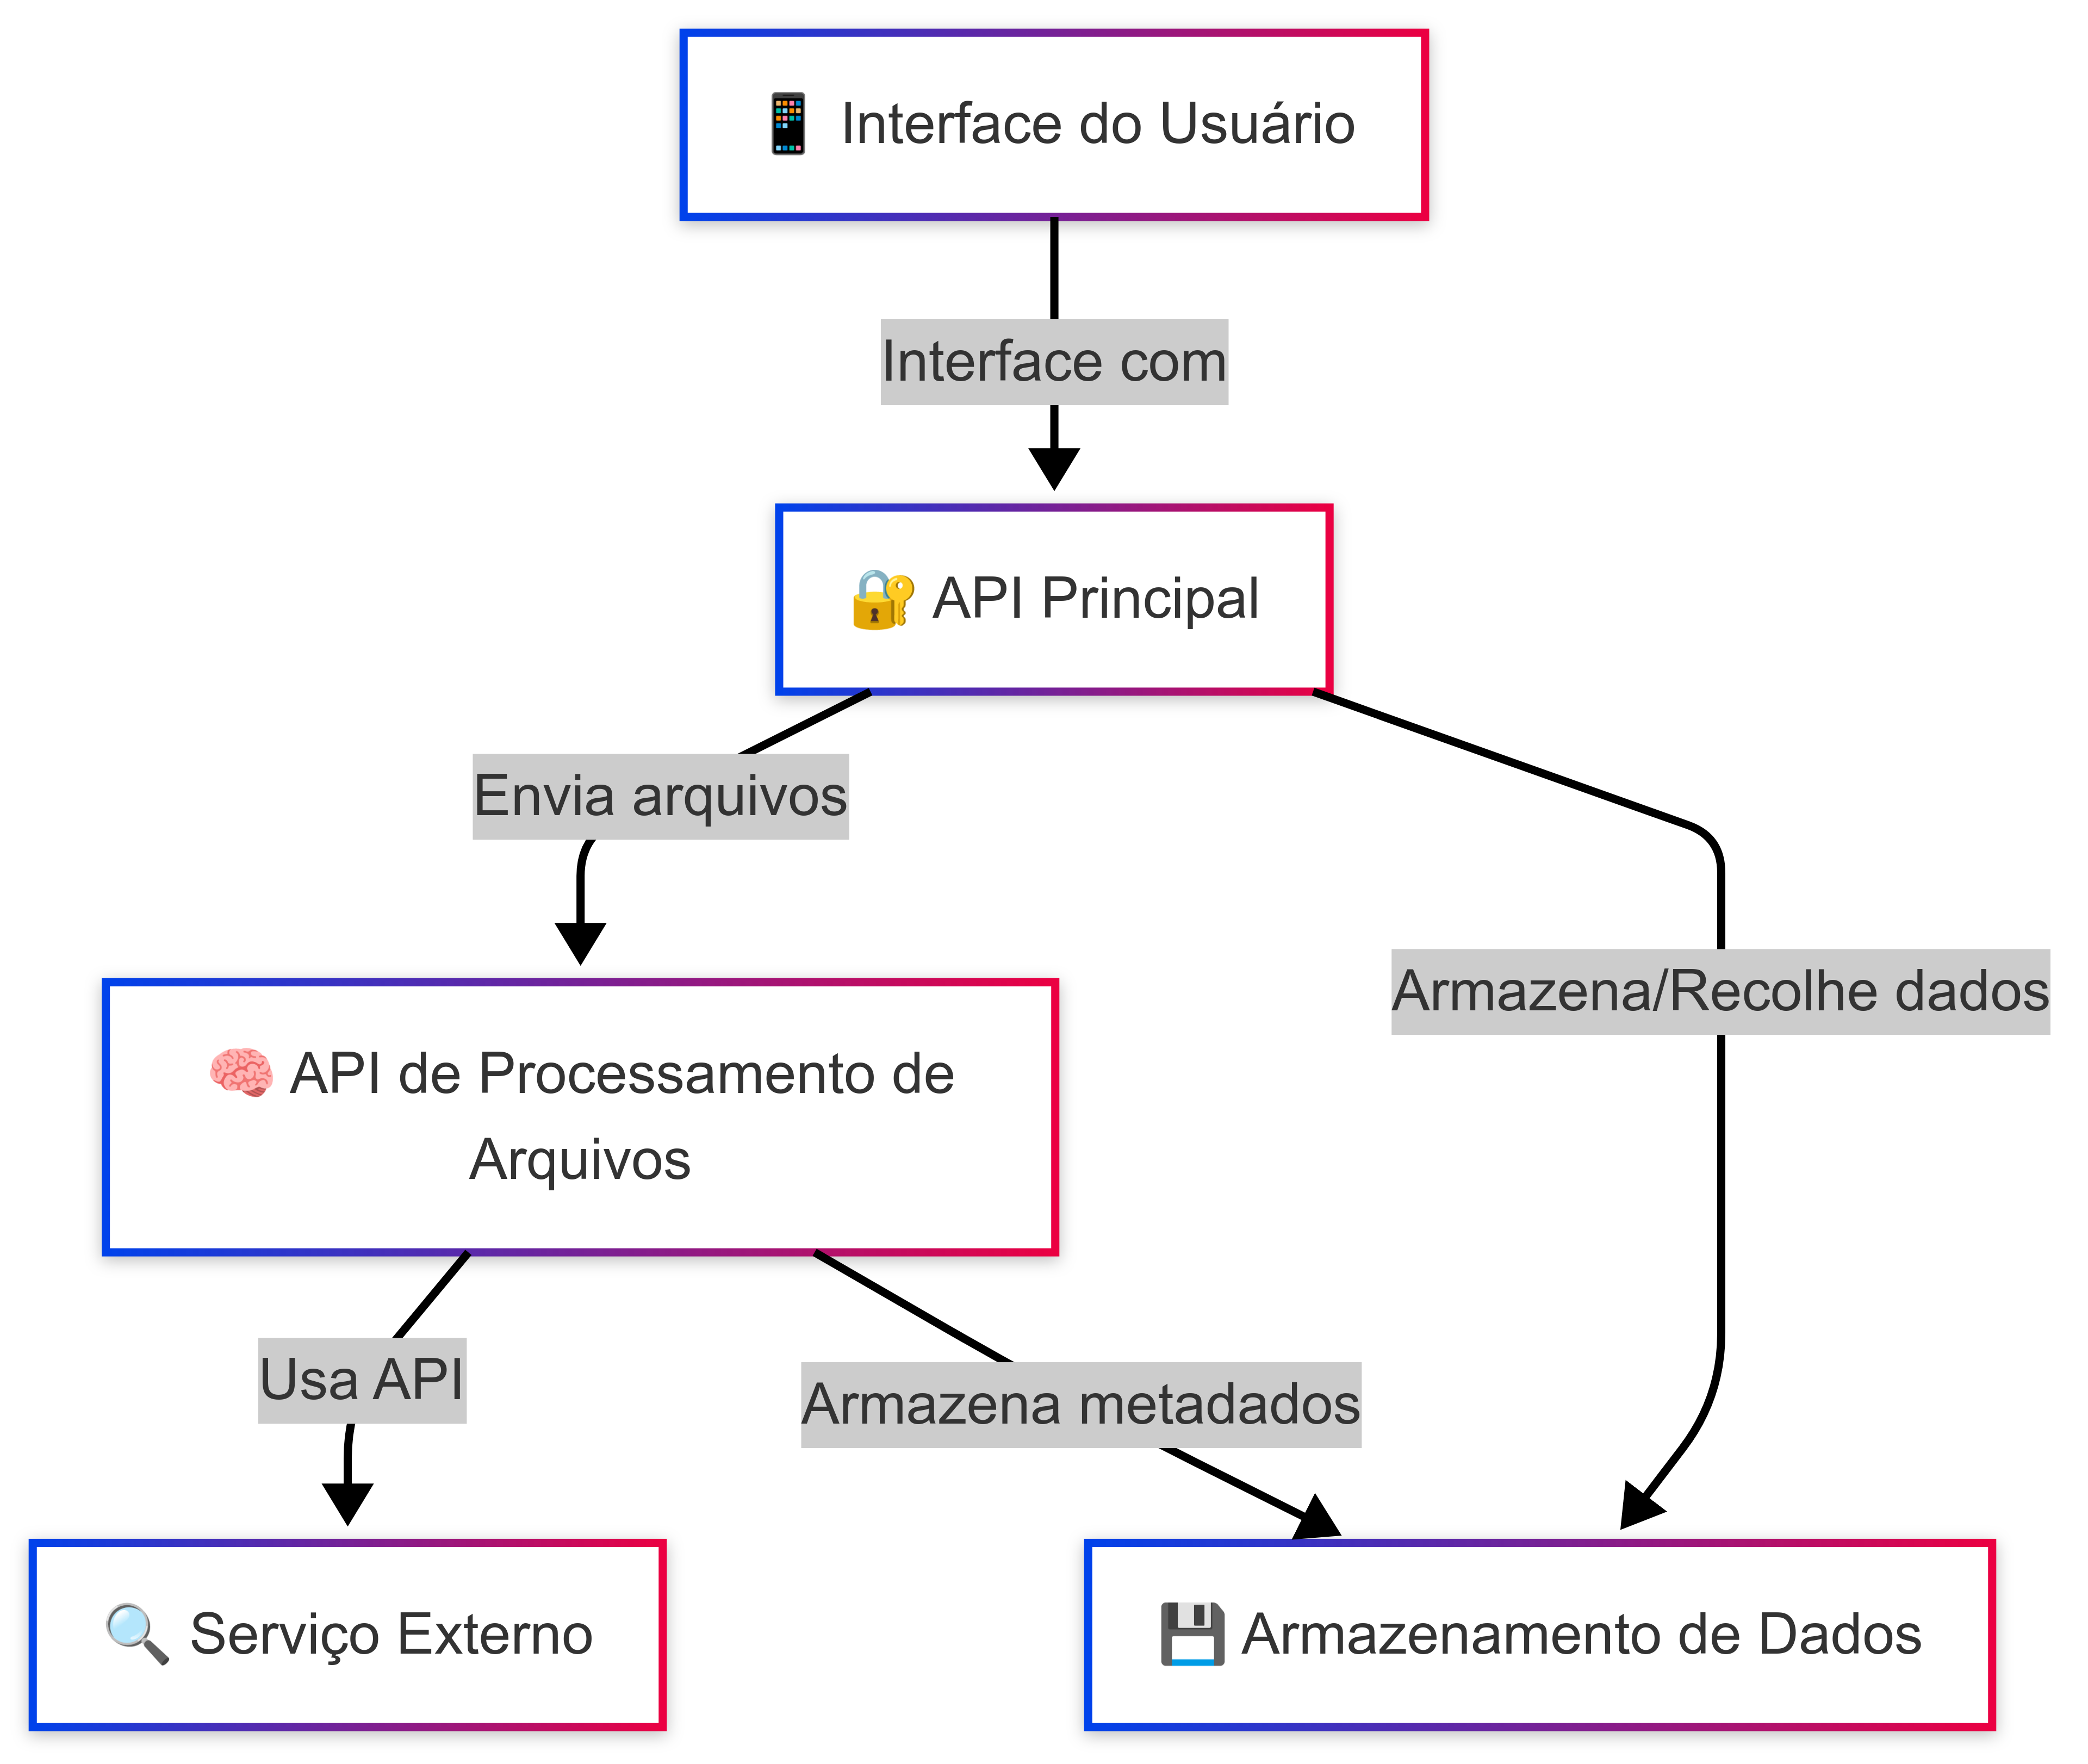 Interface do Usuário
Interface com
API Principal
Envia arquivos
Armazena/Recolhe dados
API de Processamento de
Arquivos
Usa API
Armazena metadados
Serviço Externo
Armazenamento de Dados